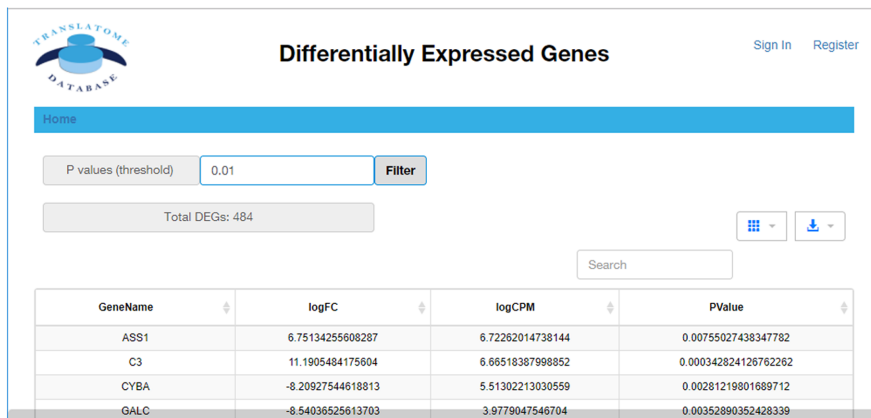 TRANSLATOME
DATABASE
Differentially Expressed Genes
Sign In Register
Home
P values (threshold) 0.01 Filter
Total DEGs: 484
Search
GeneName logFC logCPM PValue
ASS1 6.75134255608287 6.72262014738144 0.00755027438347782
C3 11.1905484175604 6.66518387998852 0.000342824126762262
CYBA -8.20927544618813 5.51302213030559 0.00281219801689712
GALC -8.54036525613703 3.9779047546704 0.00352890352428339